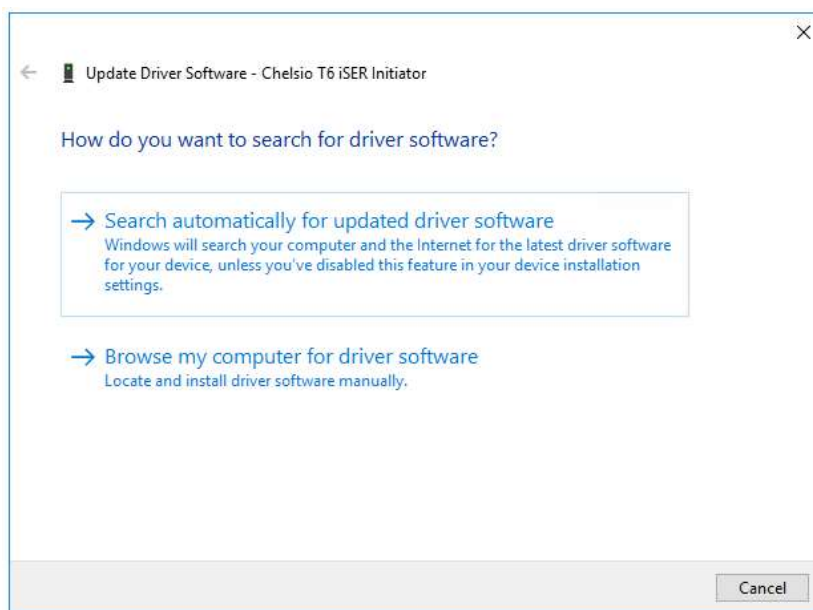 Update Driver Software - Chelsio T6 iSER Initiator
How do you want to search for driver software?
Search automatically for updated driver software
Windows will search your computer and the Internet for the latest driver software
for your device, unless you've disabled this feature in your device installation
settings.
Browse my computer for driver software
Locate and install driver software manually.
Cancel